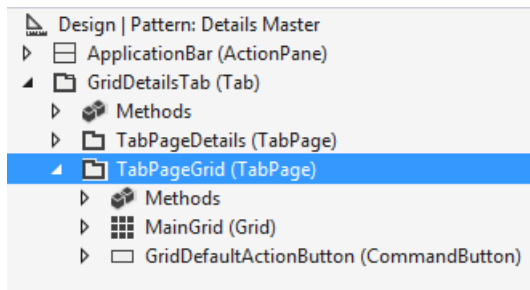 Design | Pattern: Details Master
ApplicationBar (ActionPane)
GridDetailsTab (Tab)
Methods
TabPageDetails (TabPage)
TabPageGrid (TabPage)
Methods
MainGrid (Grid)
GridDefaultActionButton (CommandButton)